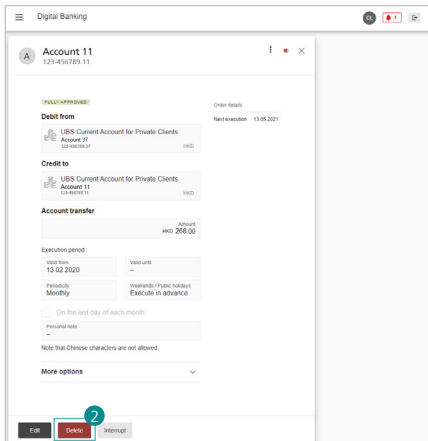 Digital Banking
CL
1
A
Account 11
123-456789.11
FULLY APPROVED
Order details
Next execution 13.05.2021
Debit from
UBS Current Account for Private Clients
Account 37
123-456789.37
HKD
Credit to
UBS Current Account for Private Clients
Account 11
123-456789.11
HKD
Account transfer
Amount
HKD 268.00
Execution period
Valid from
13.02.2020
Valid until
–
Periodicity
Monthly
Weekends / Public holidays
Execute in advance
On the last day of each month
Personal note
–
Note that Chinese characters are not allowed.
More options
2
Edit
Delete
Interrupt